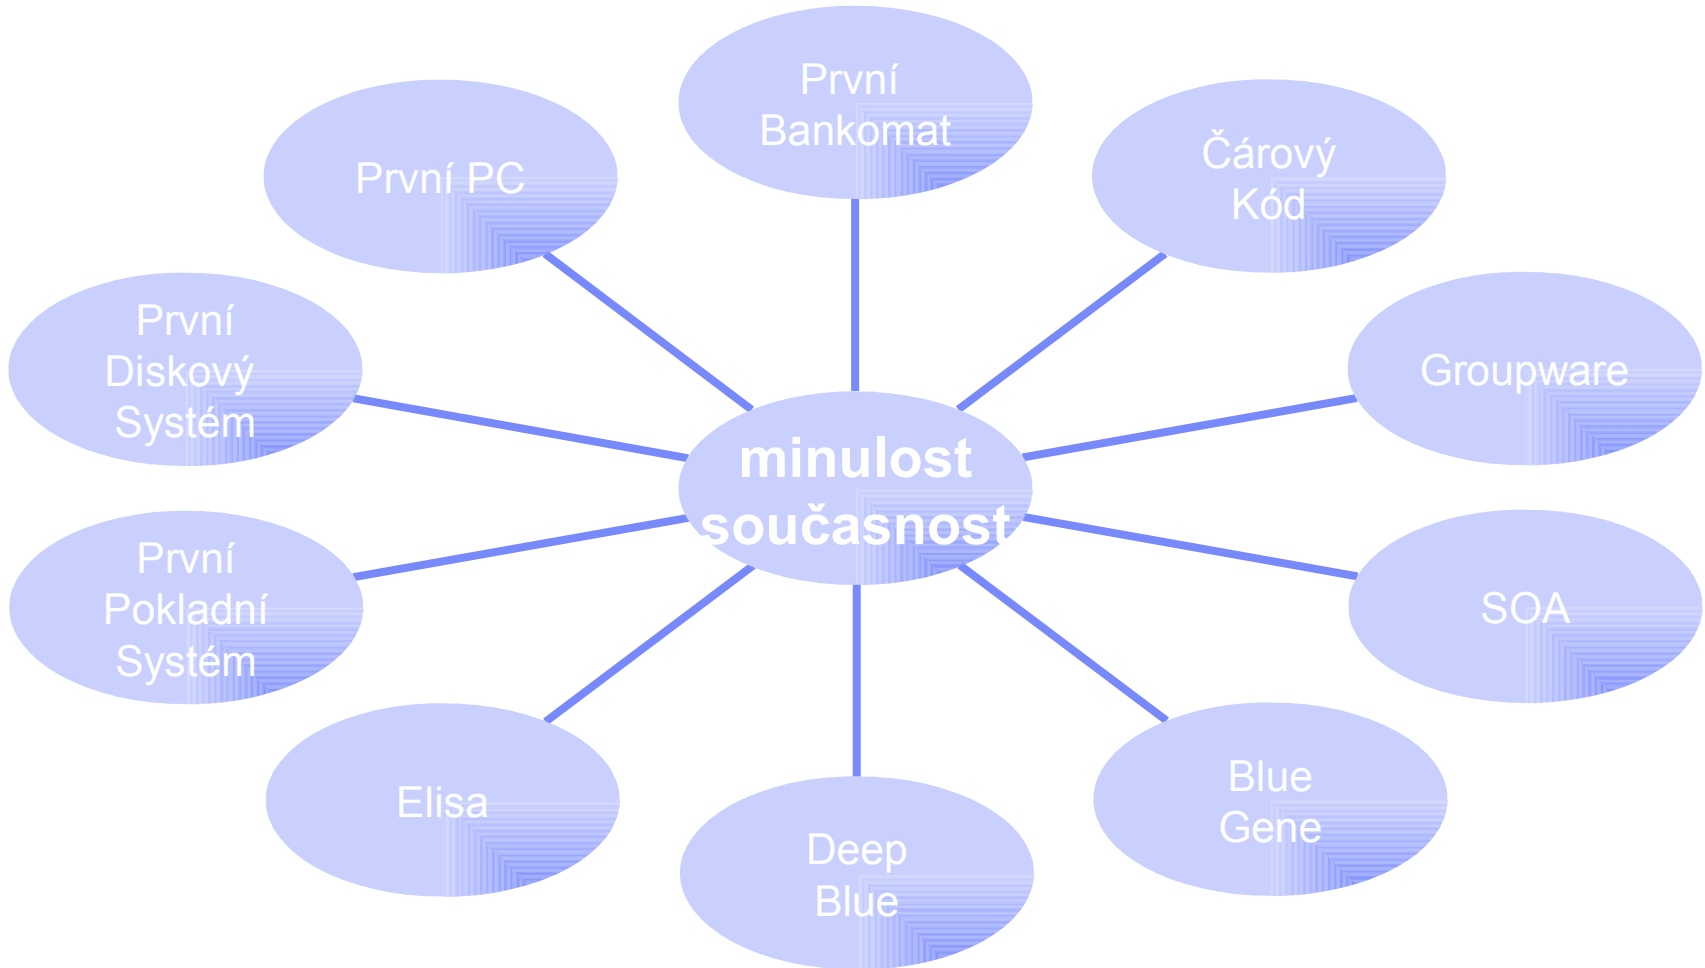 První
Bankomat
Čárový
Kód
Groupware
SOA
Blue
Gene
Deep
Blue
Elisa
První
Pokladní
Systém
První
Diskový
Systém
První PC
minulost
současnost